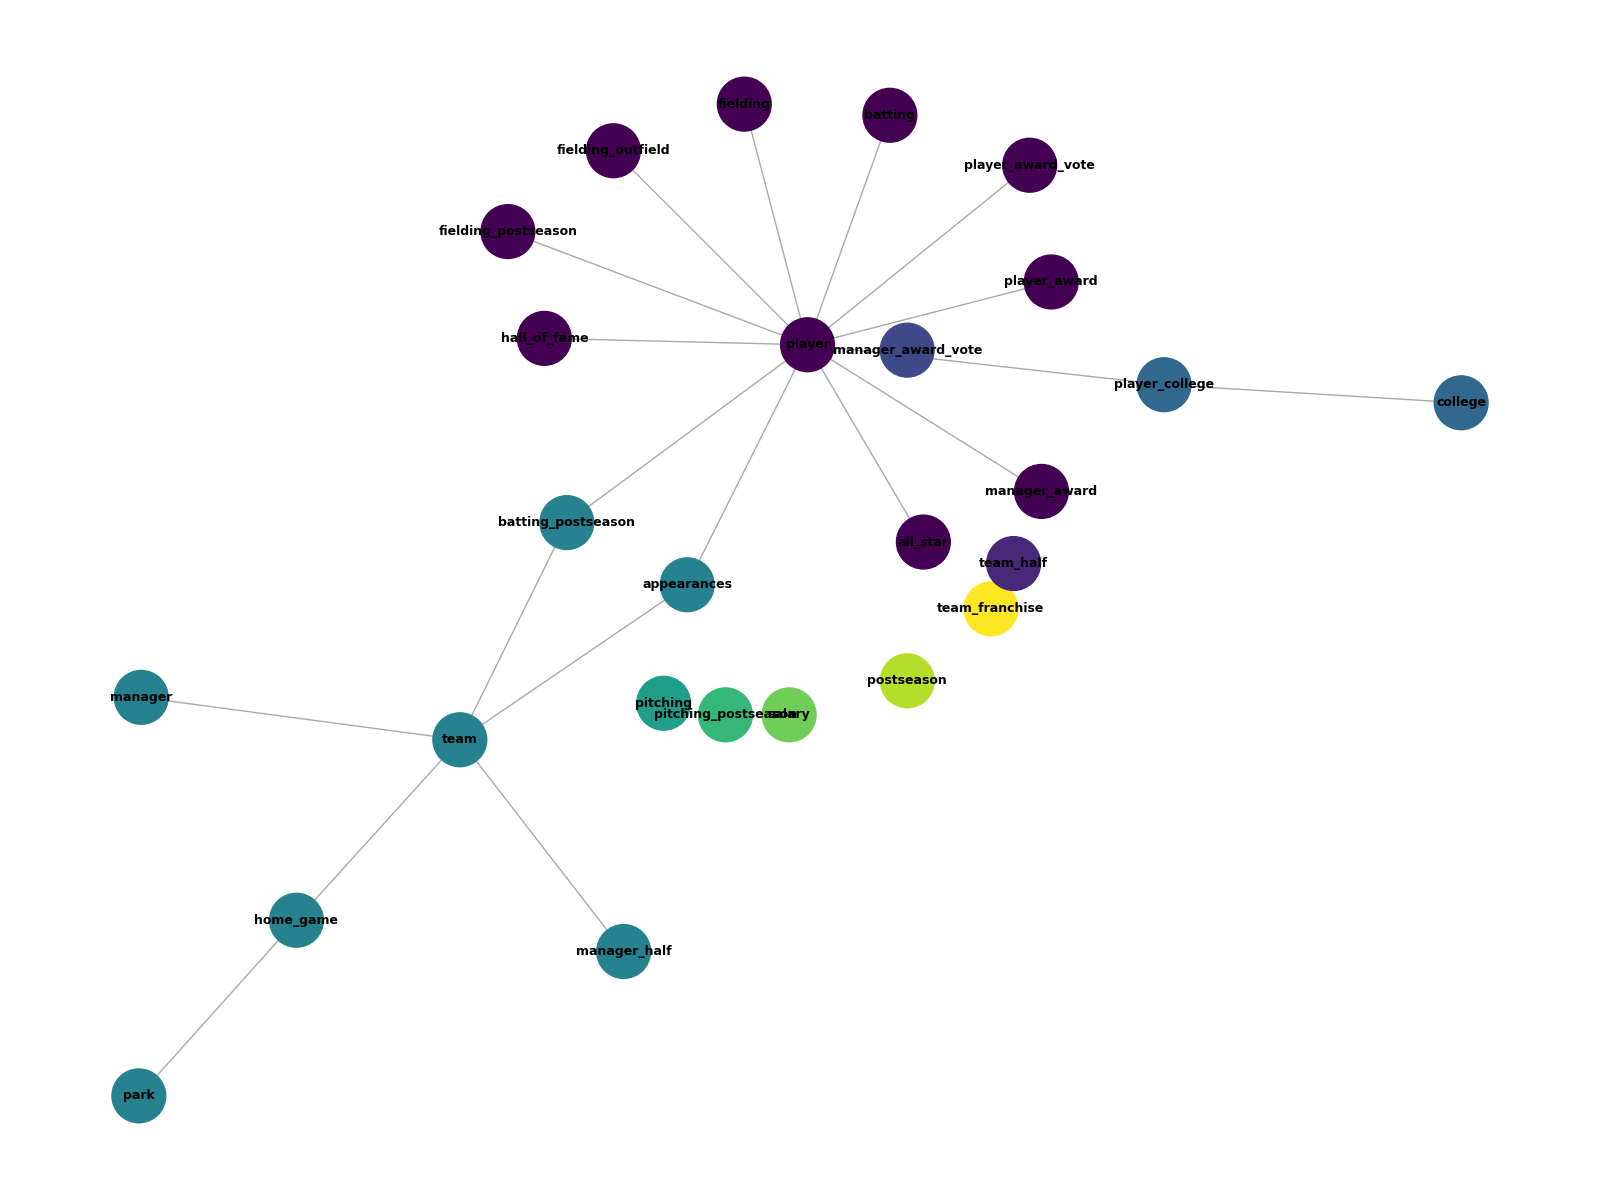 fielding
batting
fielding_outfield
player_award_vote
fielding_postseason
player_award
hall_of_fame
player
manager_award_vote
player_college
college
manager_award
batting_postseason
all_star
team_half
appearances
team_franchise
postseason
manager
pitching
pitching_postseason
salary
team
home_game
manager_half
park